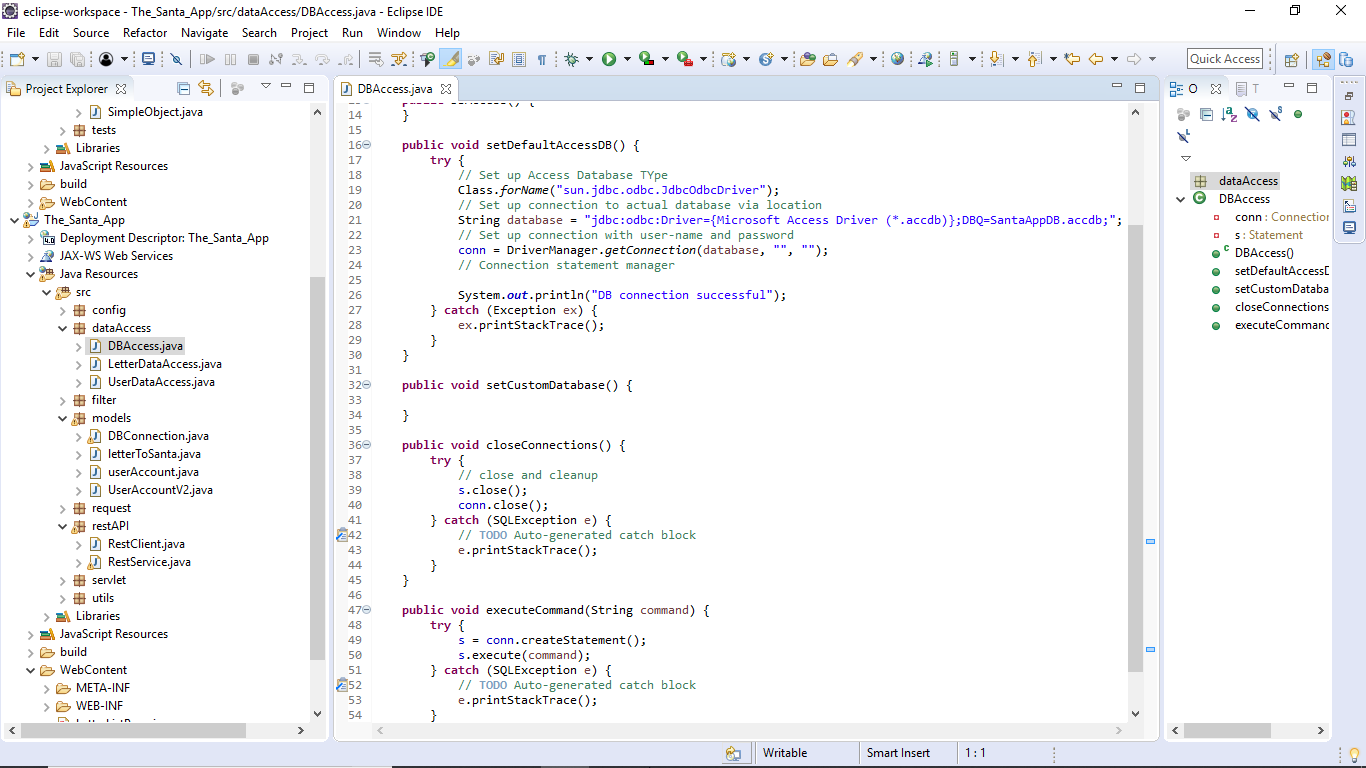 eclipse-workspace - The_Santa_App/src/dataAccess/DBAccess.java - Eclipse IDE
File Edit Source Refactor Navigate Search Project Run Window Help
Quick Access
Project Explorer
SimpleObject.java
tests
Libraries
JavaScript Resources
build
WebContent
The_Santa_App
Deployment Descriptor: The_Santa_App
JAX-WS Web Services
Java Resources
src
config
dataAccess
DBAccess.java
LetterDataAccess.java
UserDataAccess.java
filter
models
DBConnection.java
letterToSanta.java
userAccount.java
UserAccountV2.java
request
restAPI
RestClient.java
RestService.java
servlet
utils
Libraries
JavaScript Resources
build
WebContent
META-INF
WEB-INF
DBAccess.java
14 }
15
16 public void setDefaultAccessDB() {
17 try {
18 // Set up Access Database TYpe
19 Class.forName("sun.jdbc.odbc.JdbcOdbcDriver");
20 // Set up connection to actual database via location
21 String database = "jdbc:odbc:Driver={Microsoft Access Driver (*.accdb)};DBQ=SantaAppDB.accdb;";
22 // Set up connection with user-name and password
23 conn = DriverManager.getConnection(database, "", "");
24 // Connection statement manager
25
26 System.out.println("DB connection successful");
27 } catch (Exception ex) {
28 ex.printStackTrace();
29 }
30 }
31
32 public void setCustomDatabase() {
33
34 }
35
36 public void closeConnections() {
37 try {
38 // close and cleanup
39 s.close();
40 conn.close();
41 } catch (SQLException e) {
42 // TODO Auto-generated catch block
43 e.printStackTrace();
44 }
45 }
46
47 public void executeCommand(String command) {
48 try {
49 s = conn.createStatement();
50 s.execute(command);
51 } catch (SQLException e) {
52 // TODO Auto-generated catch block
53 e.printStackTrace();
54 }
O T
dataAccess
DBAccess
conn : Connection
s : Statement
DBAccess()
setDefaultAccessD
setCustomDataba
closeConnections
executeCommand
Writable Smart Insert 1 : 1